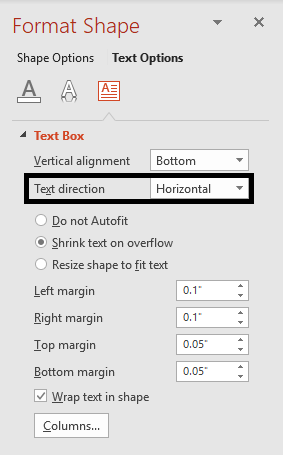 Format Shape
Shape Options Text Options
A A
Text Box
Vertical alignment Bottom
Text direction Horizontal
Do not Autofit
Shrink text on overflow
Resize shape to fit text
Left margin 0.1"
Right margin 0.1"
Top margin 0.05"
Bottom margin 0.05"
Wrap text in shape
Columns...